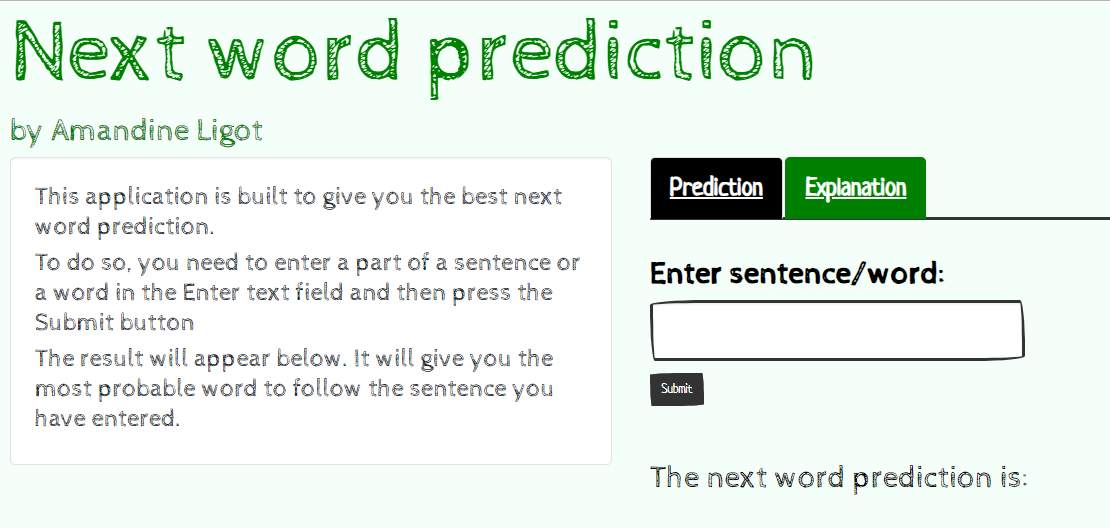 Next word prediction
by Amandine Ligot
This application is built to give you the best next
word prediction.
To do so, you need to enter a part of a sentence or
a word in the Enter text field and then press the
Submit button
The result will appear below. It will give you the
most probable word to follow the sentence you
have entered.
Prediction Explanation
Enter sentence/word:
Submit
The next word prediction is: